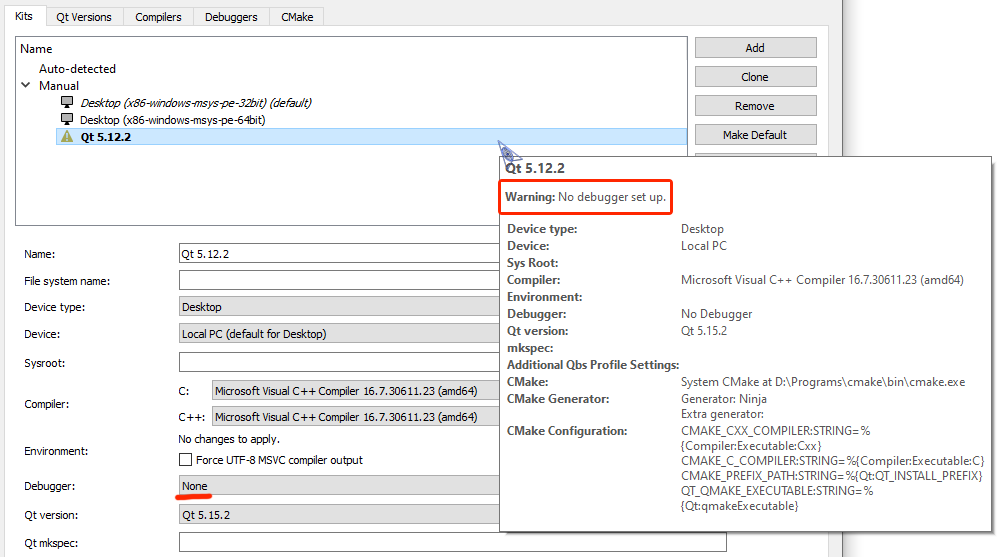 Kits Qt Versions Compilers Debuggers CMake
Name
Auto-detected
Manual
Desktop (x86-windows-msys-pe-32bit) (default)
Desktop (x86-windows-msys-pe-64bit)
Qt 5.12.2
Add
Clone
Remove
Make Default
Qt 5.12.2
Warning: No debugger set up.
Device type: Desktop
Device: Local PC
Sys Root:
Compiler: Microsoft Visual C++ Compiler 16.7.30611.23 (amd64)
Environment:
Debugger: No Debugger
Qt version: Qt 5.15.2
mkspec:
Additional Qbs Profile Settings:
CMake: System CMake at D:\Programs\cmake\bin\cmake.exe
CMake Generator: Generator: Ninja
Extra generator:
CMake Configuration: CMAKE_CXX_COMPILER:STRING=%
{Compiler:Executable:Cxx}
CMAKE_C_COMPILER:STRING=%{Compiler:Executable:C}
CMAKE_PREFIX_PATH:STRING=%{Qt:QT_INSTALL_PREFIX}
QT_QMAKE_EXECUTABLE:STRING=%
{Qt:qmakeExecutable}
Name: Qt 5.12.2
File system name:
Device type: Desktop
Device: Local PC (default for Desktop)
Sysroot:
Compiler:
C: Microsoft Visual C++ Compiler 16.7.30611.23 (amd64)
C++: Microsoft Visual C++ Compiler 16.7.30611.23 (amd64)
Environment: No changes to apply.
Force UTF-8 MSVC compiler output
Debugger: None
Qt version: Qt 5.15.2
Qt mkspec: